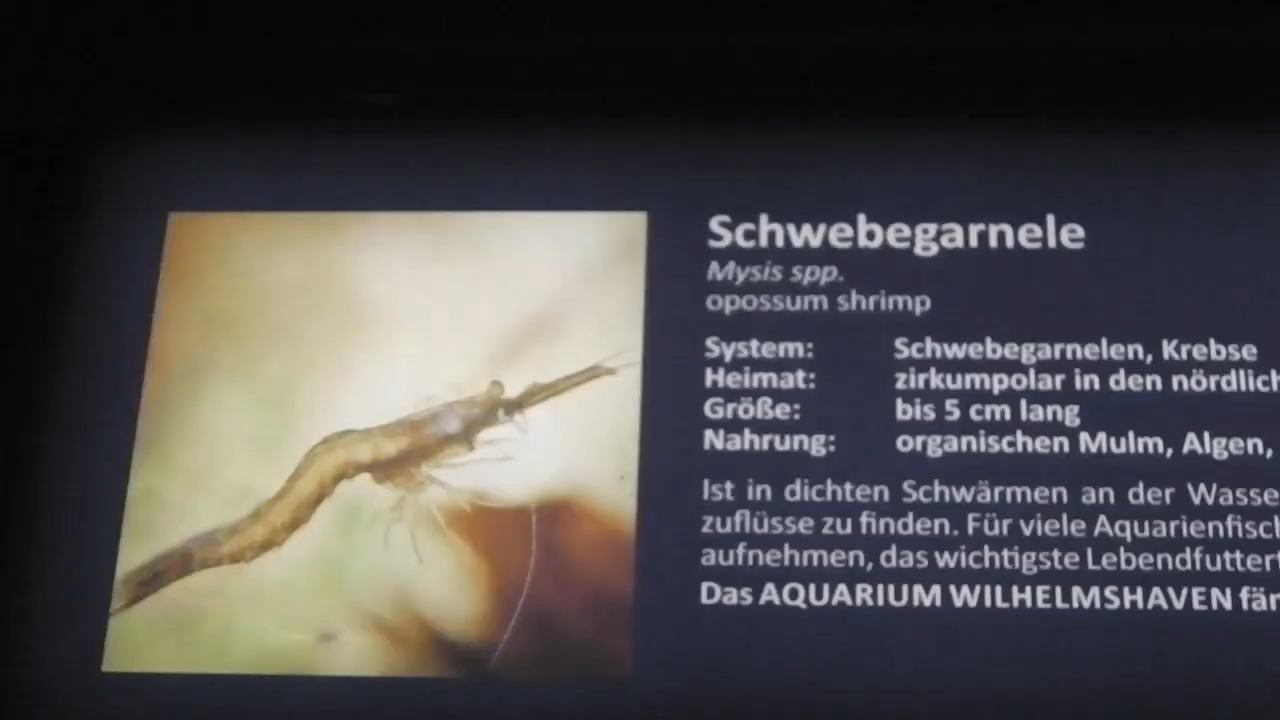 Schwebegarnele
Mysis spp.
opossum shrimp
System: Schwebegarnelen, Krebse
Heimat: zirkumpolar in den nördlich
Größe: bis 5 cm lang
Nahrung: organischen Mulm, Algen,
Ist in dichten Schwärmen an der Wasse
zuflüsse zu finden. Für viele Aquarienfisch
aufnehmen, das wichtigste Lebendfuttert
Das AQUARIUM WILHELMSHAVEN fän